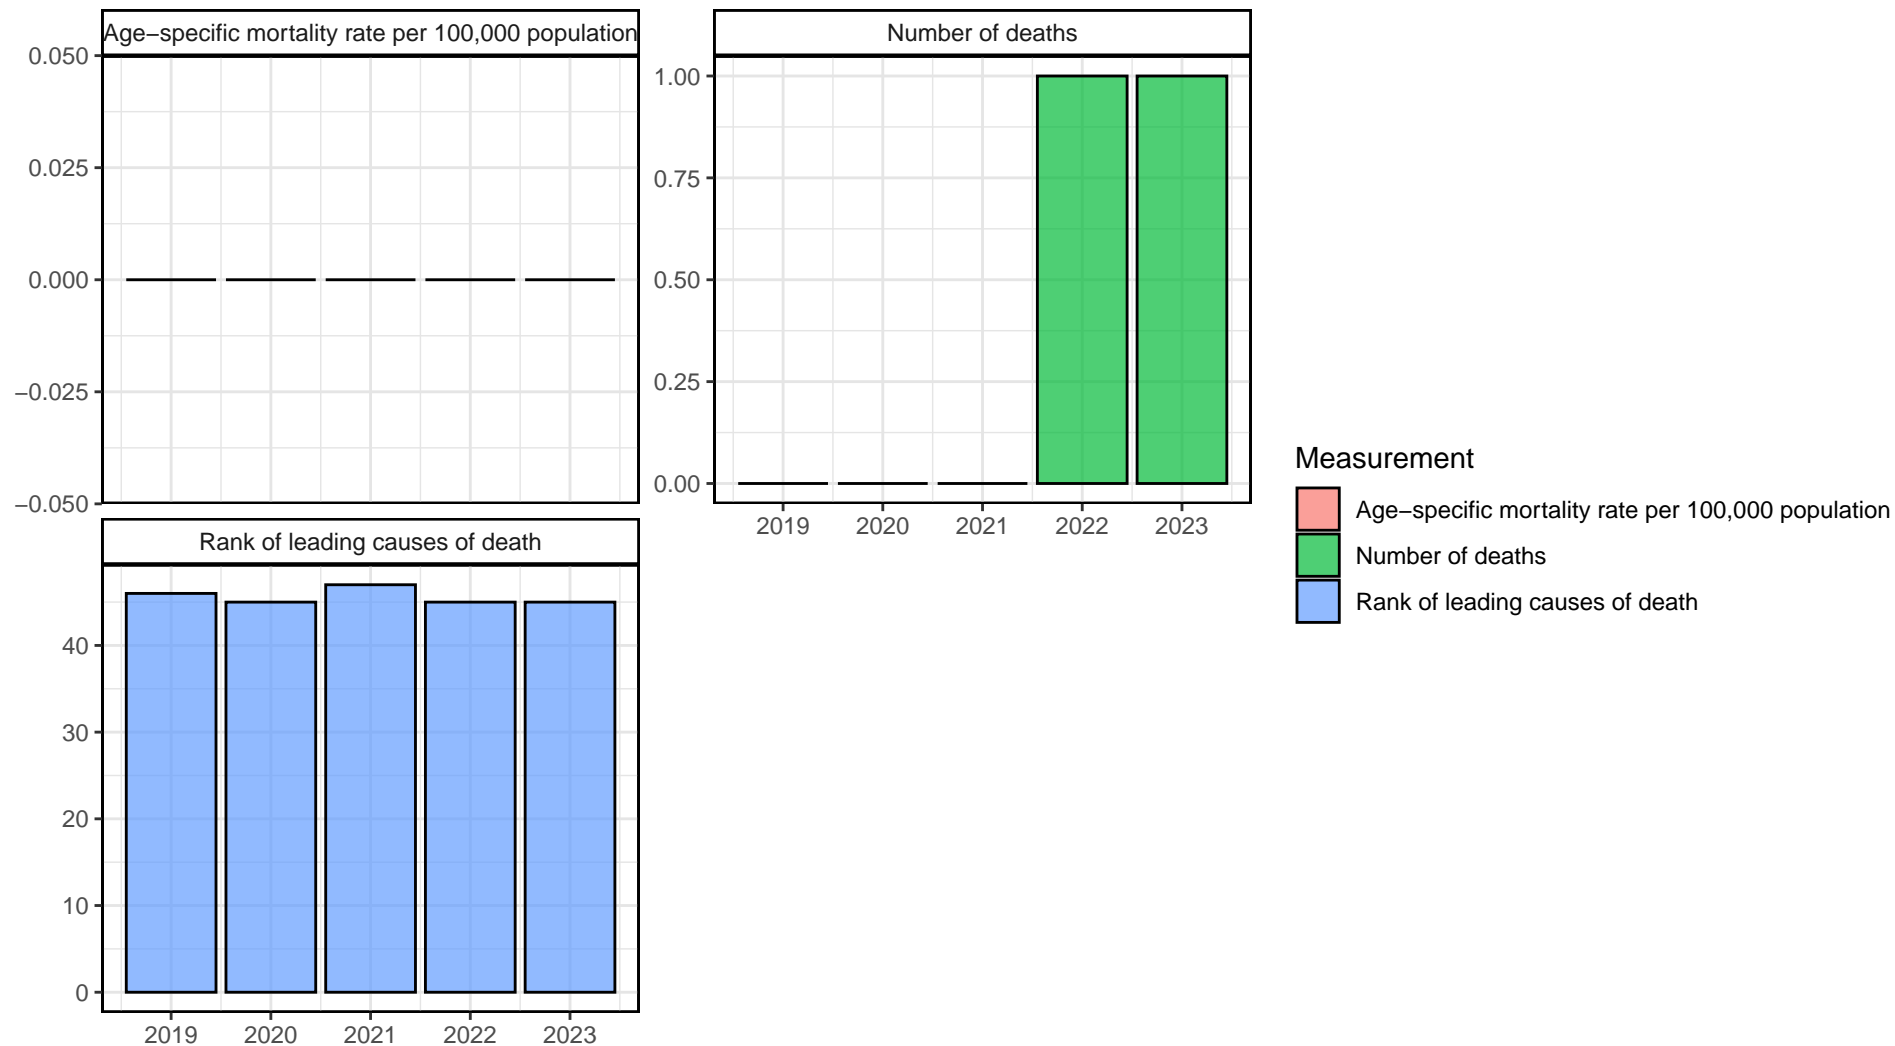 Age−specific mortality rate per 100,000 population
0.050
0.025
0.000
−0.025
−0.050
Number of deaths
1.00
0.75
0.50
0.25
0.00
2019 2020 2021 2022 2023
Rank of leading causes of death
40
30
20
10
0
2019 2020 2021 2022 2023
Measurement
Age−specific mortality rate per 100,000 population
Number of deaths
Rank of leading causes of death